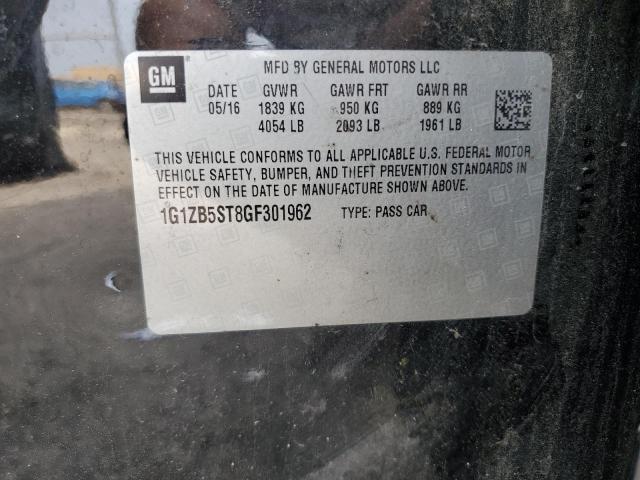 GM
MFD BY GENERAL MOTORS LLC
DATE GVWR GAWR FRT GAWR RR
05/16 1839 KG 950 KG 889 KG
4054 LB 2093 LB 1961 LB
THIS VEHICLE CONFORMS TO ALL APPLICABLE U.S. FEDERAL MOTOR
VEHICLE SAFETY, BUMPER, AND THEFT PREVENTION STANDARDS IN
EFFECT ON THE DATE OF MANUFACTURE SHOWN ABOVE.
1G1ZB5ST8GF301962 TYPE: PASS CAR